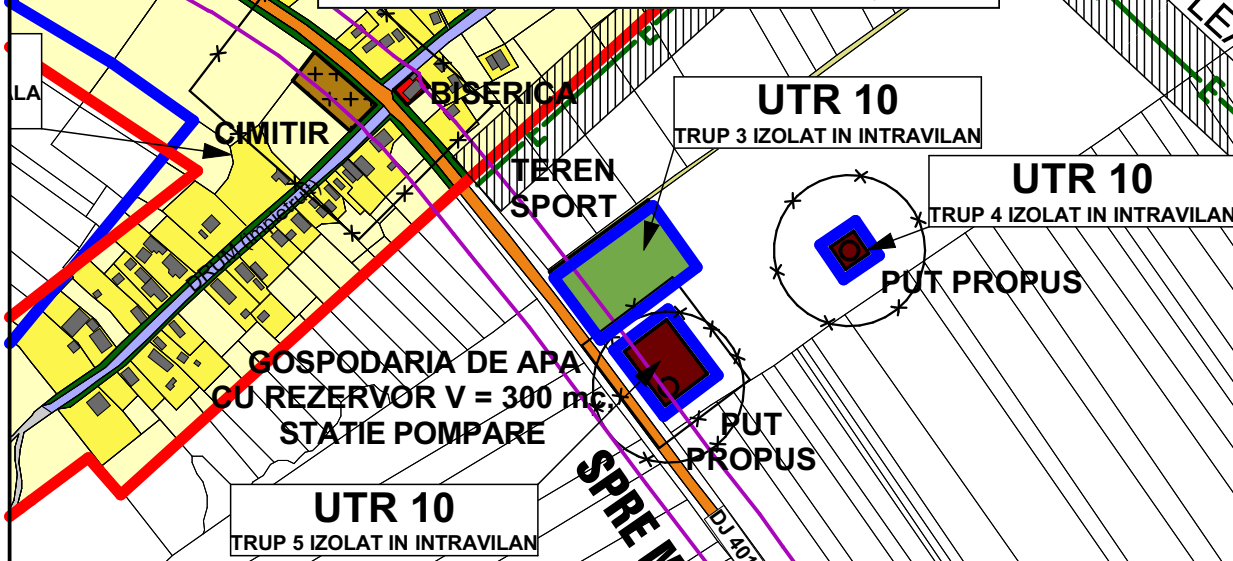 BISERICA
CIMITIR
UTR 10
TRUP 3 IZOLAT IN INTRAVILAN
TEREN
SPORT
UTR 10
TRUP 4 IZOLAT IN INTRAVILAN
DRUM impietruit
PUT PROPUS
GOSPODARIA DE APA
CU REZERVOR V = 300 mc,
STATIE POMPARE
PUT
PROPUS
SPRE
UTR 10
TRUP 5 IZOLAT IN INTRAVILAN
DJ 401
E
E
E